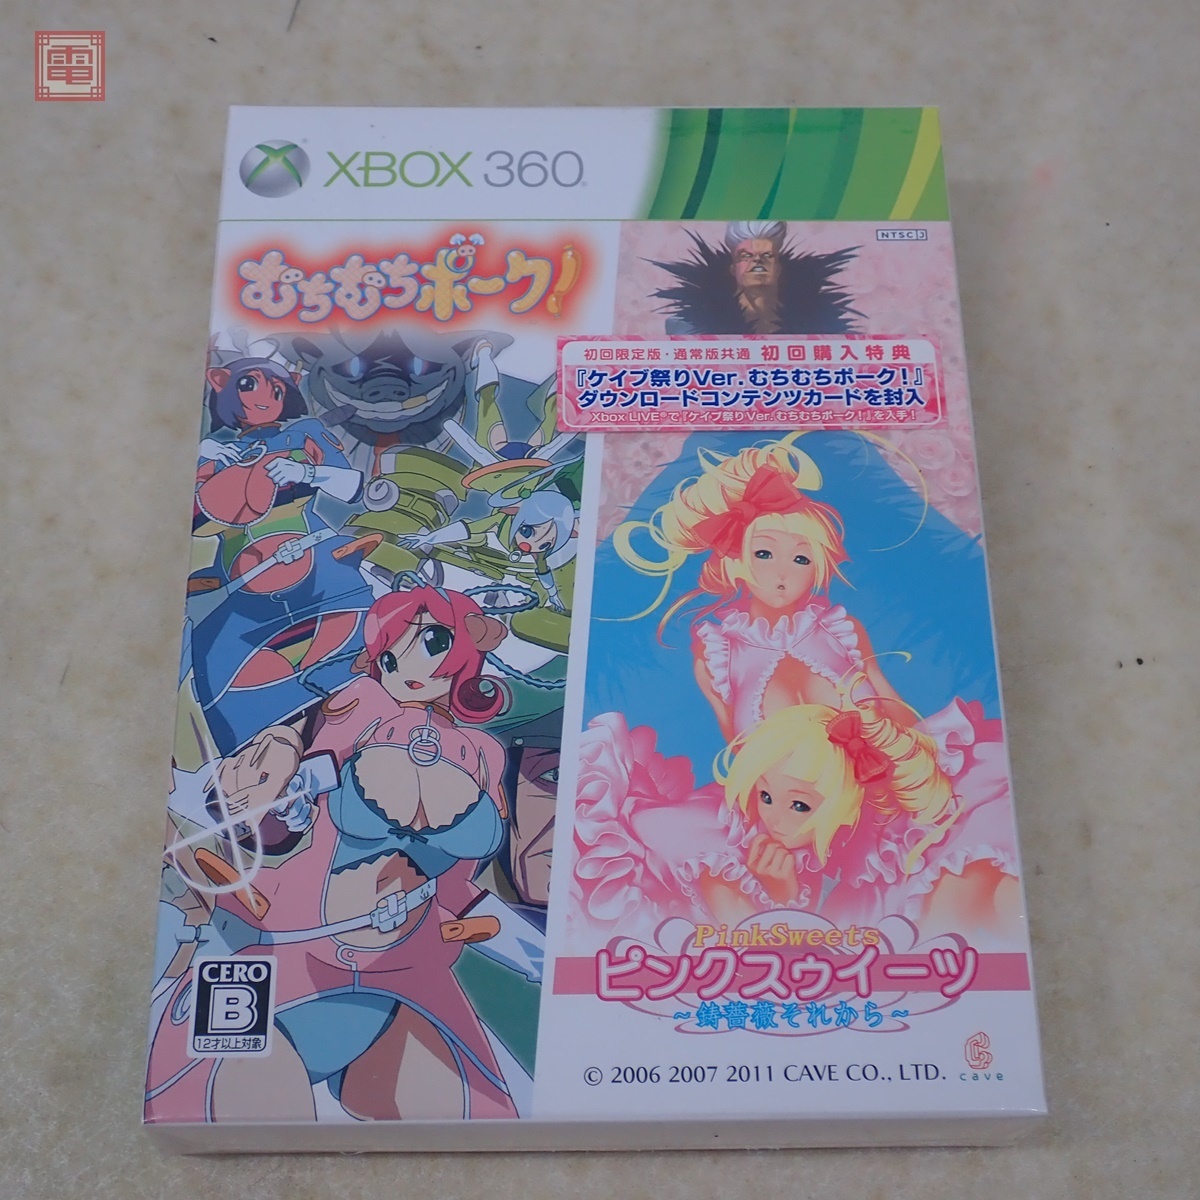 電
XBOX 360
NTSC J
むちむちポーク!
初回限定版・通常版共通 初回購入特典
『ケイブ祭りVer.むちむちポーク!』
ダウンロードコンテンツカードを封入
Xbox LIVE®で『ケイブ祭りVer.むちむちポーク!』を入手!
PinkSweets
ピンクスゥイーツ
~鋳薔薇それから~
CERO
B
12才以上対象
© 2006 2007 2011 CAVE CO., LTD.
cave